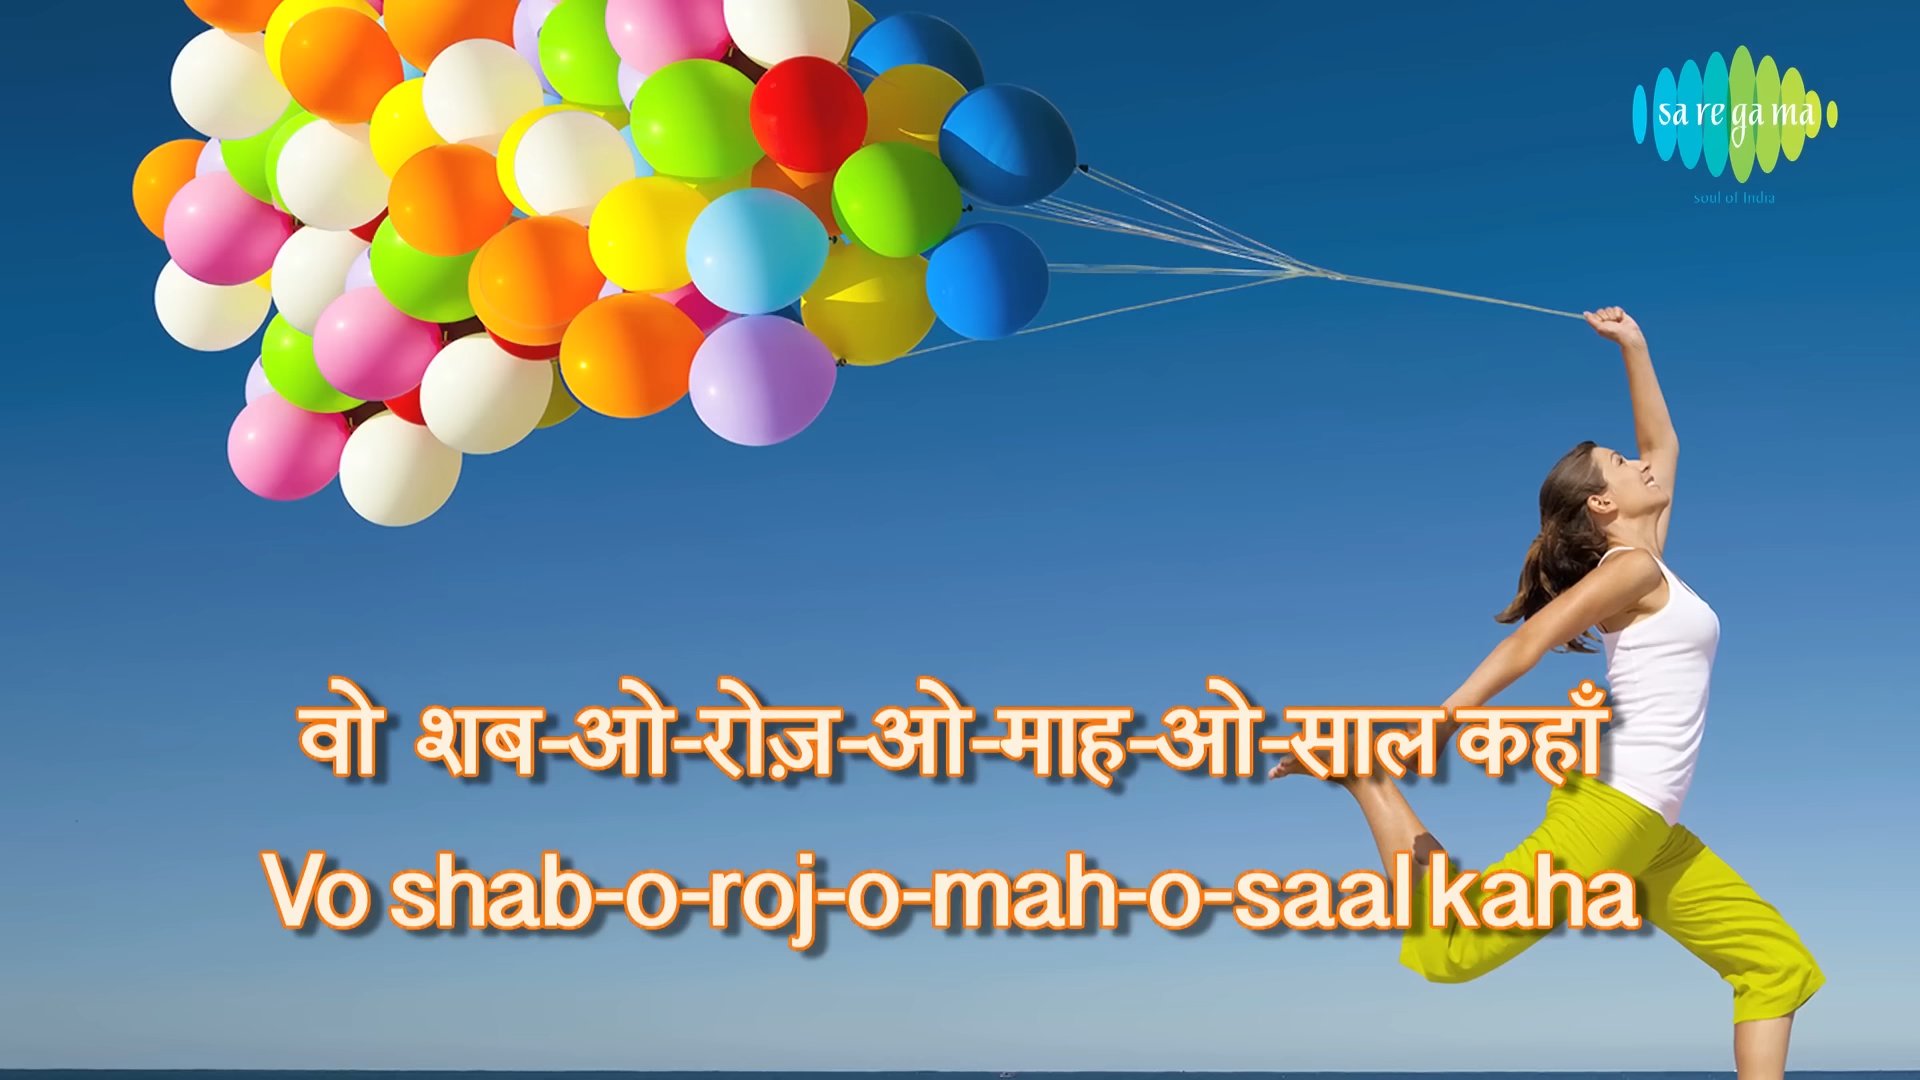 sa re ga ma
soul of India
वो शब-ओ-रोज़-ओ-माह-ओ-साल कहाँ
Vo shab-o-roj-o-mah-o-saal kaha